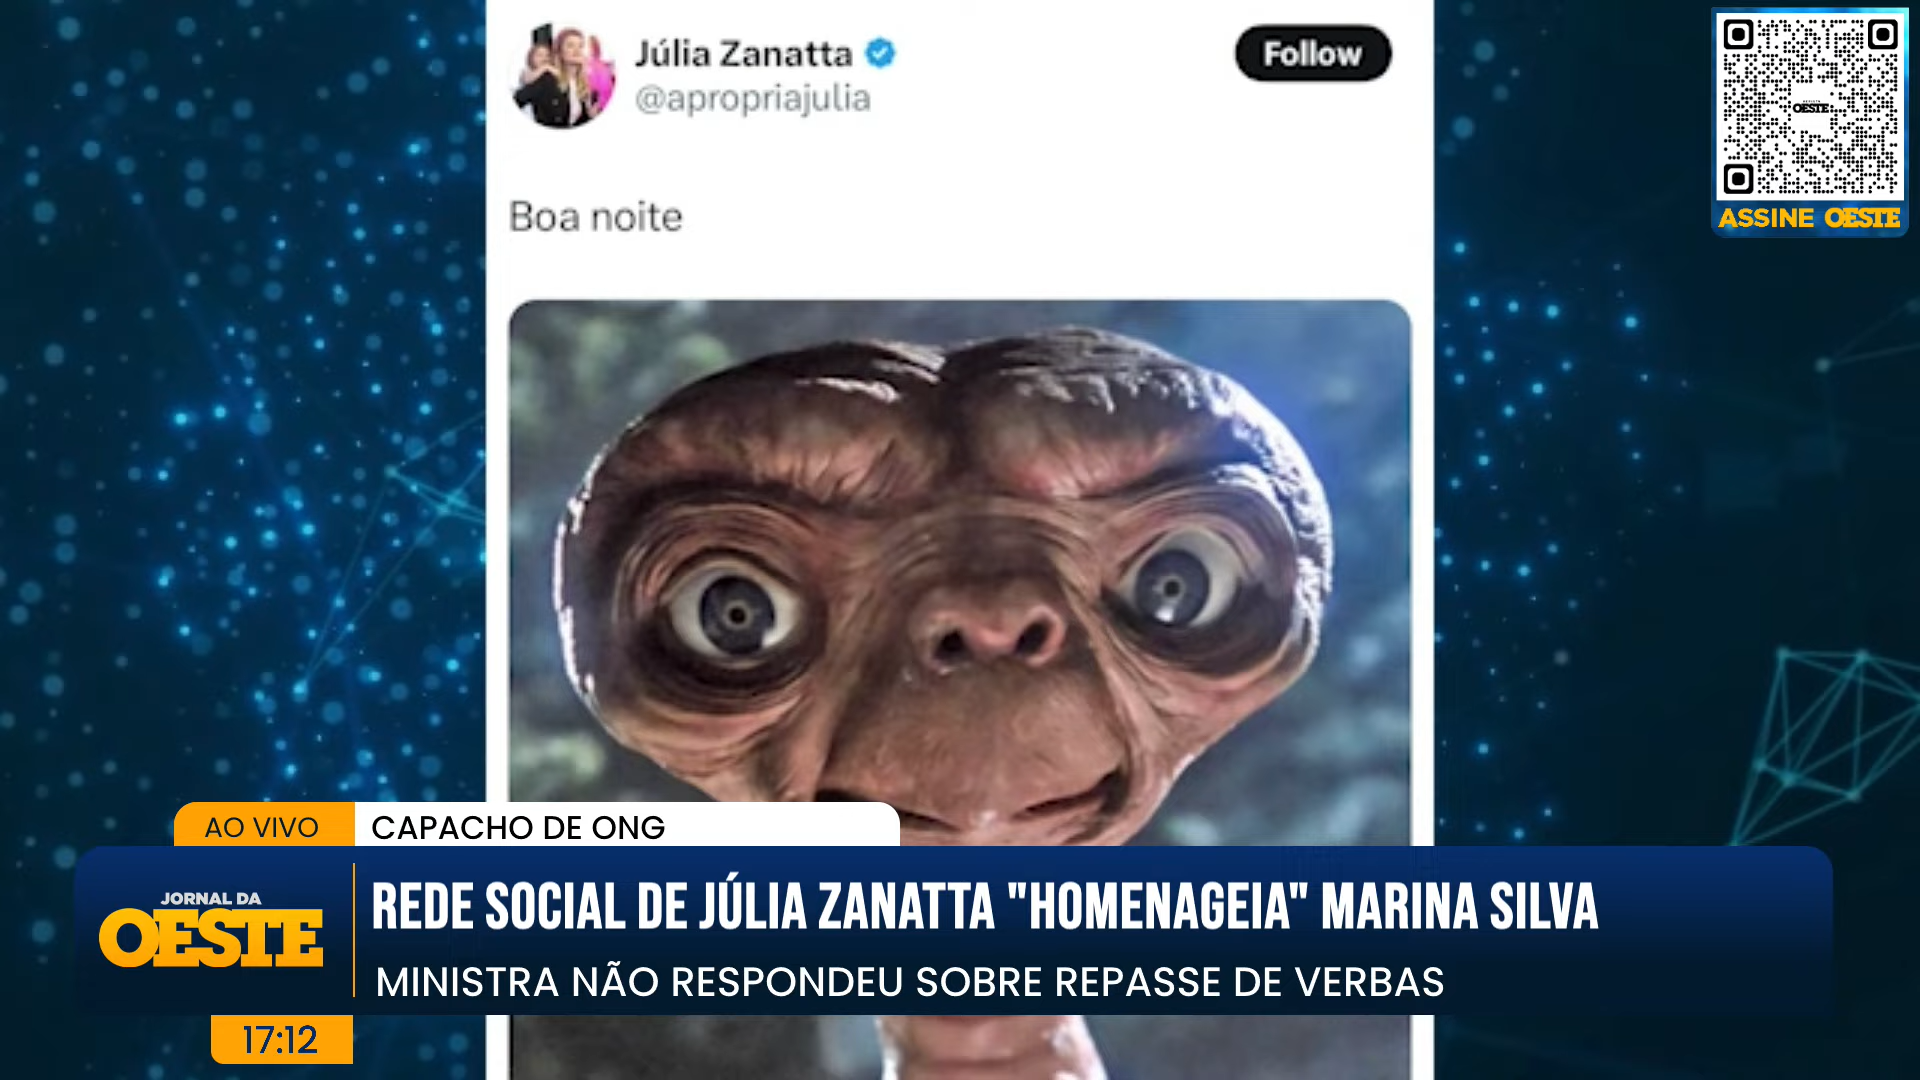 Júlia Zanatta
@apropriajulia
Follow
Boa noite
OESTE
ASSINE OESTE
AO VIVO
CAPACHO DE ONG
JORNAL DA
OESTE
REDE SOCIAL DE JÚLIA ZANATTA "HOMENAGEIA" MARINA SILVA
MINISTRA NÃO RESPONDEU SOBRE REPASSE DE VERBAS
17:12